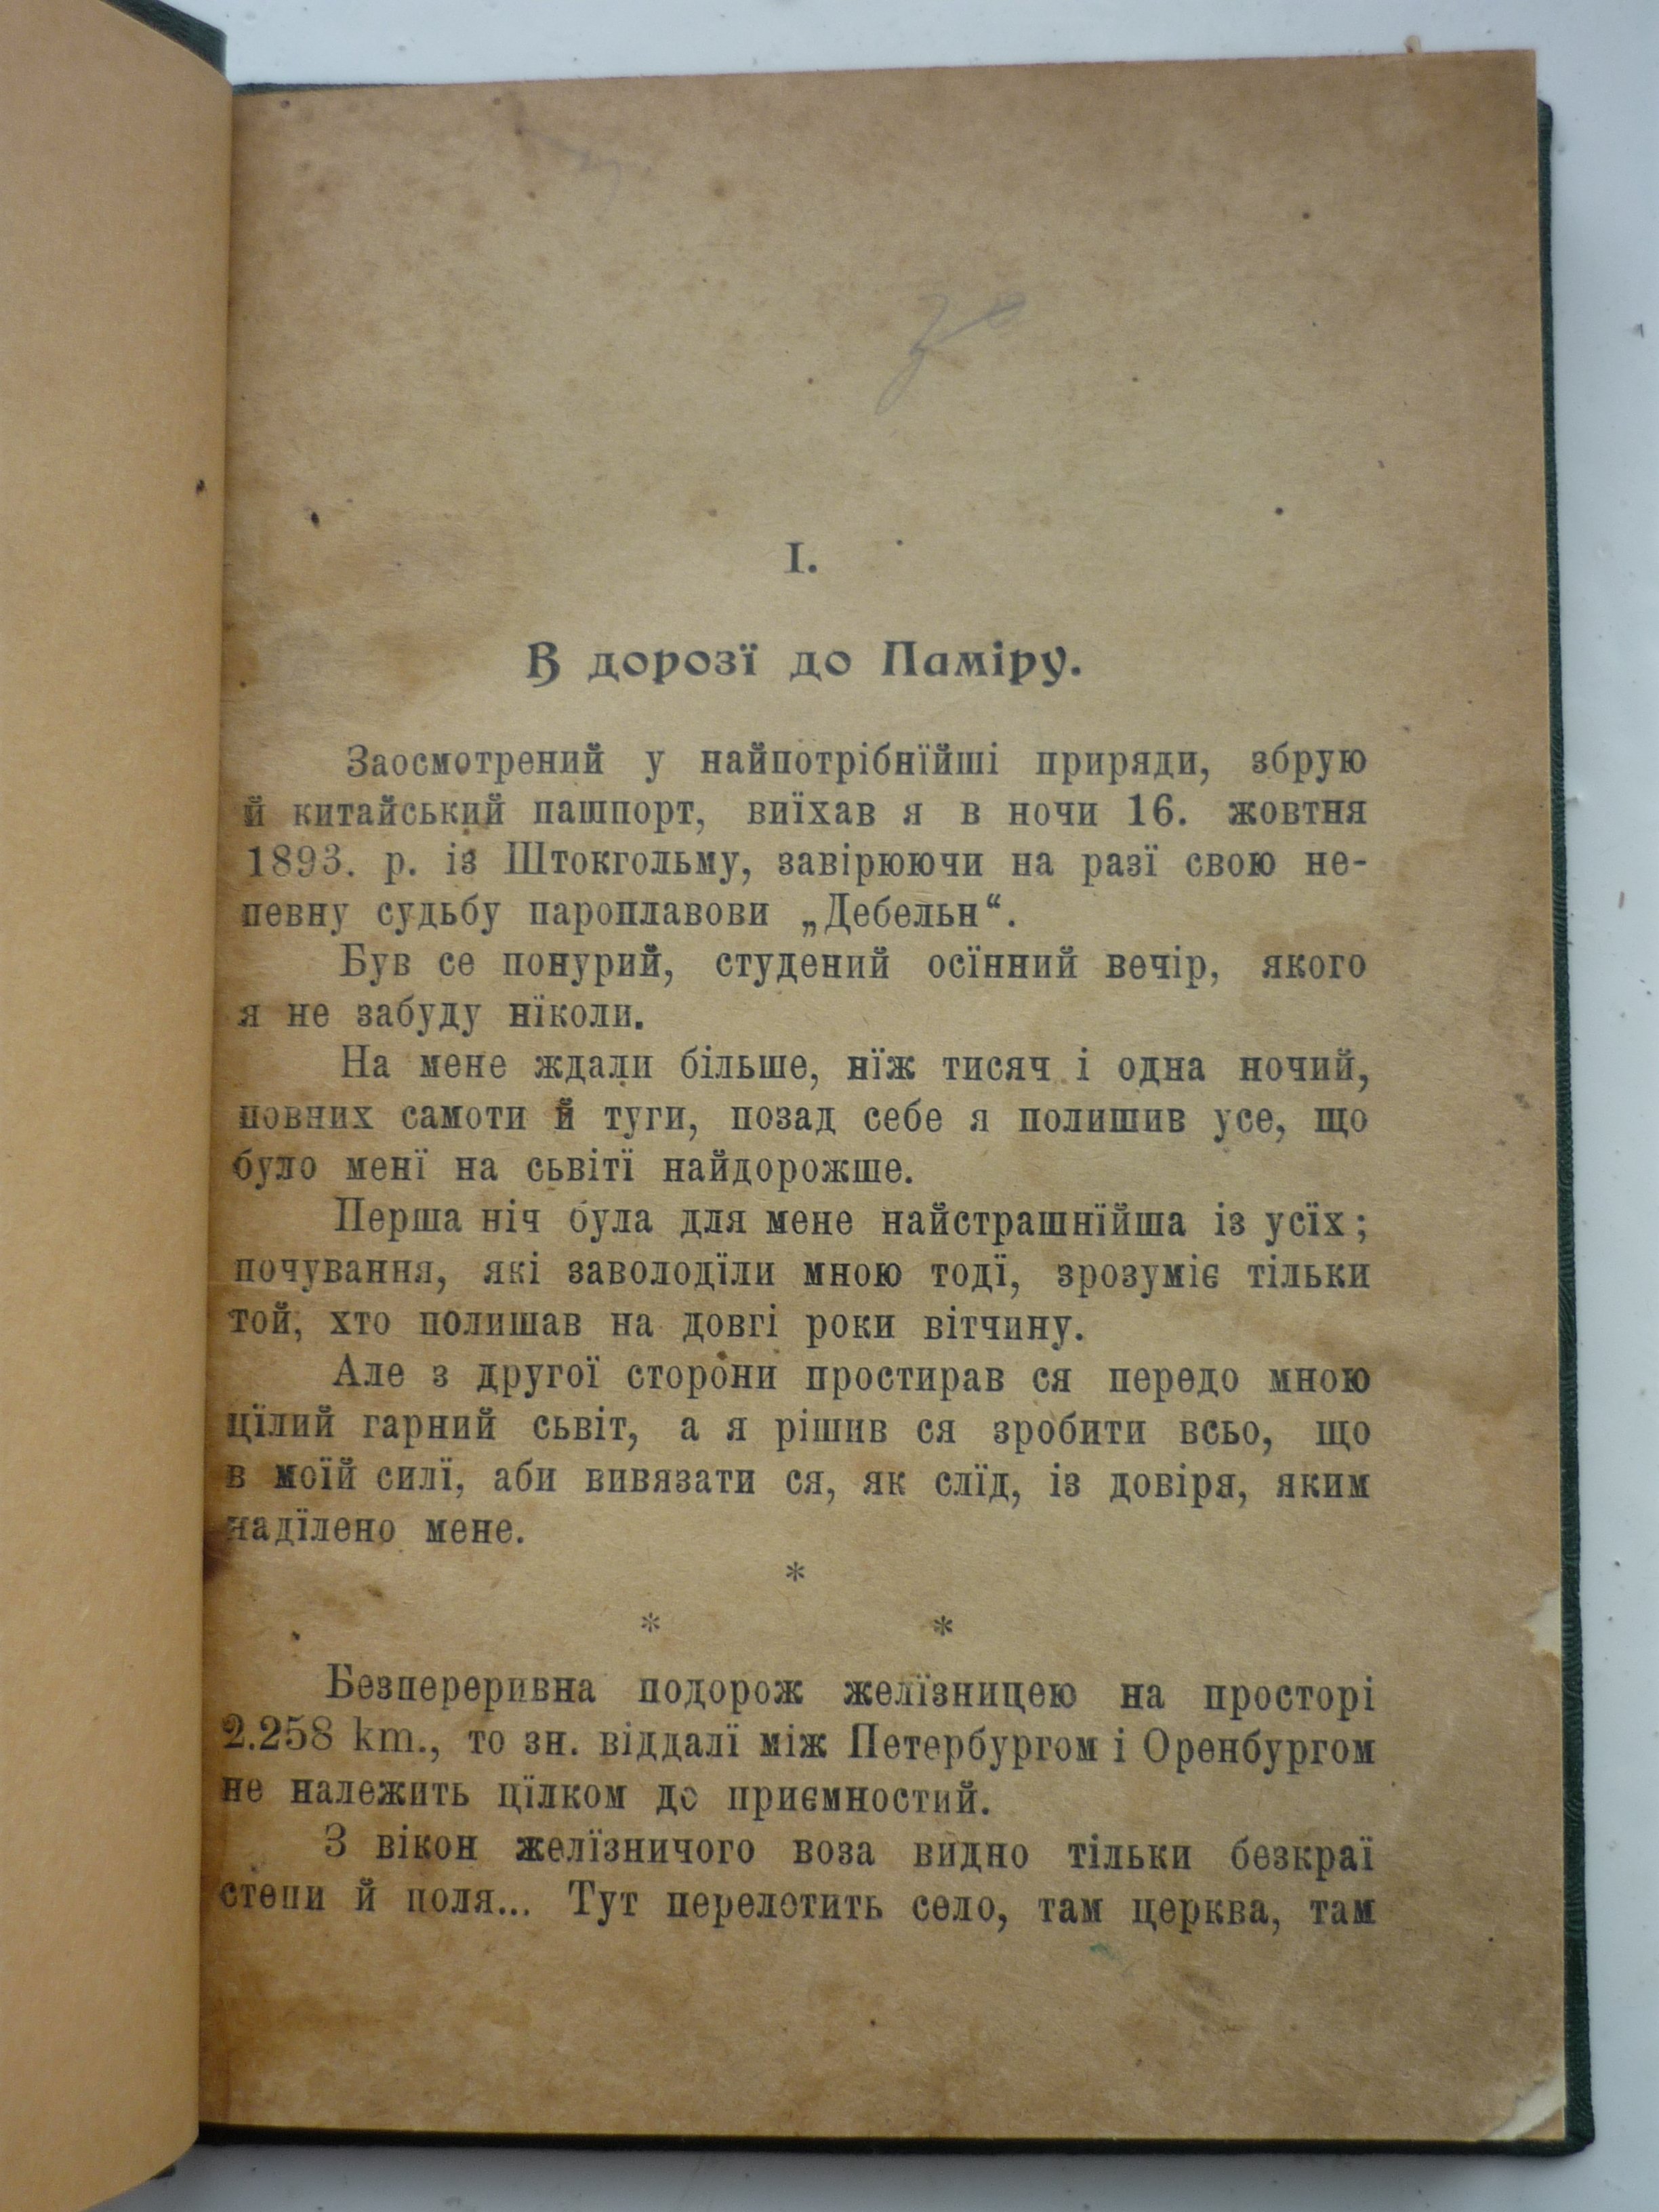 I.
В дорозї до Паміру.
Заосмотрений у найпотрібнїйші приряди, збрую
й китайський пашпорт, виїхав я в ночи 16. жовтня
1893. р. із Штокгольму, завірюючи на разї свою не-
певну судьбу пароплавови „Дебельн“.
Був се понурий, студений осїнний вечір, якого
я не забуду нїколи.
На мене ждали більше, нїж тисяч і одна ночий,
повних самоти й туги, позад себе я полишив усе, що
було менї на сьвітї найдорожше.
Перша ніч була для мене найстрашнїйша із усїх;
почування, які заволодїли мною тодї, зрозуміє тільки
той, хто полишав на довгі роки вітчину.
Але з другої сторони простирав ся передо мною
цїлий гарний сьвіт, а я рішив ся зробити всьо, що
в моїй силї, аби вивязати ся, як слїд, із довіря, яким
надїлено мене.
*
* *
Безпереривна подорож желїзницею на просторі
2.258 km., то зн. віддалї між Петербургом і Оренбургом
не належить цїлком до приємностий.
З вікон желїзничого воза видно тільки безкраї
степи й поля... Тут перелетить село, там церква, там